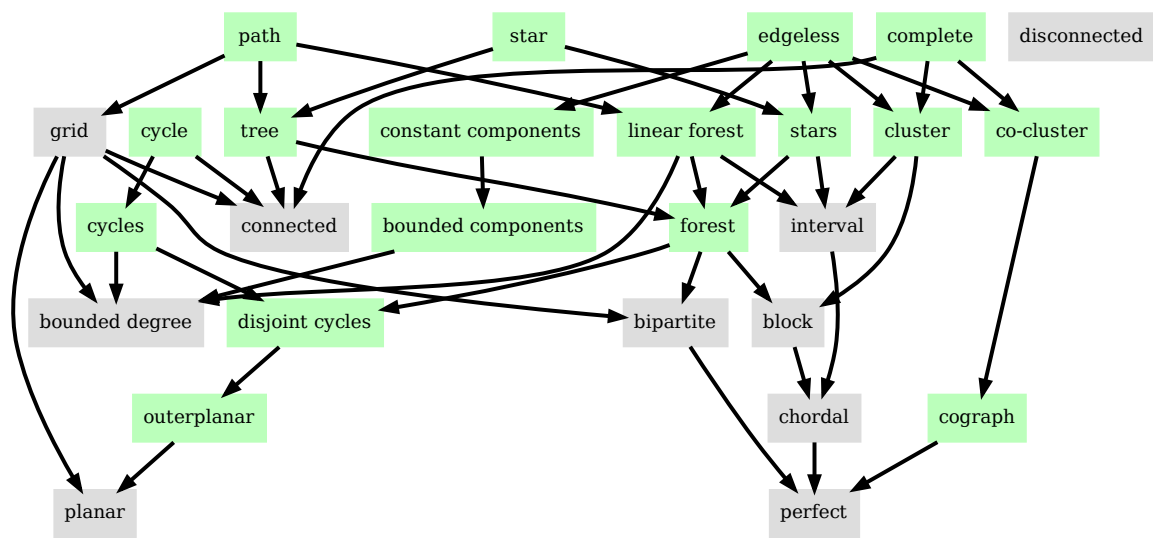 path
star
edgeless
complete
disconnected
grid
cycle
tree
constant components
linear forest
stars
cluster
co-cluster
cycles
connected
bounded components
forest
interval
bounded degree
disjoint cycles
bipartite
block
outerplanar
chordal
cograph
planar
perfect